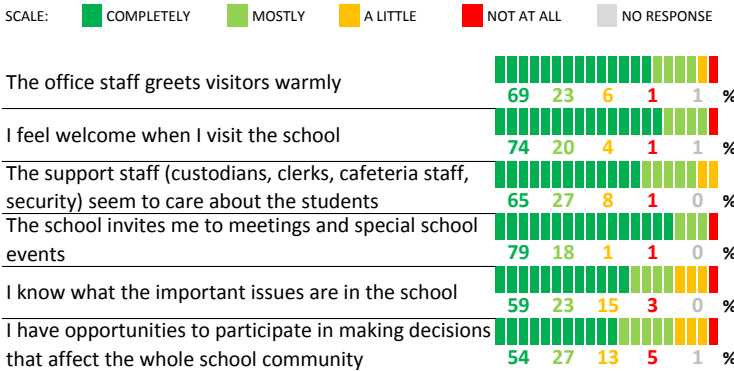 SCALE: COMPLETELY MOSTLY A LITTLE NOT AT ALL NO RESPONSE
The office staff greets visitors warmly
69 23 6 1 1 %
I feel welcome when I visit the school
74 20 4 1 1 %
The support staff (custodians, clerks, cafeteria staff,
security) seem to care about the students
65 27 8 1 0 %
The school invites me to meetings and special school
events
79 18 1 1 0 %
I know what the important issues are in the school
59 23 15 3 0 %
I have opportunities to participate in making decisions
that affect the whole school community
54 27 13 5 1 %